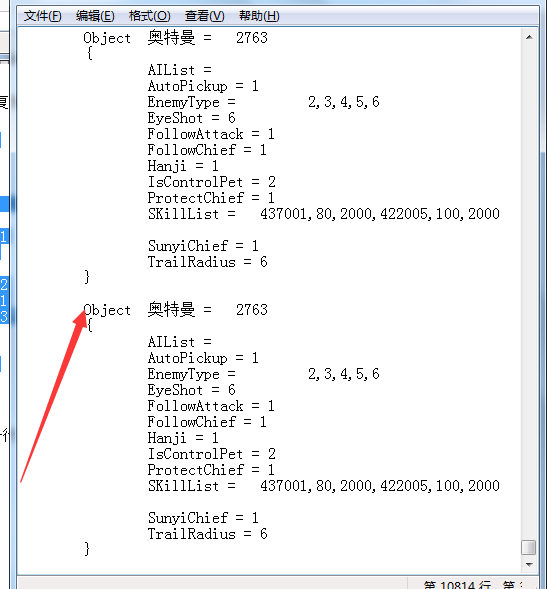 文件(F) 编辑(E) 格式(O) 查看(V) 帮助(H)
Object 奥特曼 = 2763
{
AIList =
AutoPickup = 1
EnemyType = 2,3,4,5,6
EyeShot = 6
FollowAttack = 1
FollowChief = 1
Hanji = 1
IsControlPet = 2
ProtectChief = 1
SKillList = 437001,80,2000,422005,100,2000
SunyiChief = 1
TrailRadius = 6
}
Object 奥特曼 = 2763
{
AIList =
AutoPickup = 1
EnemyType = 2,3,4,5,6
EyeShot = 6
FollowAttack = 1
FollowChief = 1
Hanji = 1
IsControlPet = 2
ProtectChief = 1
SKillList = 437001,80,2000,422005,100,2000
SunyiChief = 1
TrailRadius = 6
}
第 10814 行